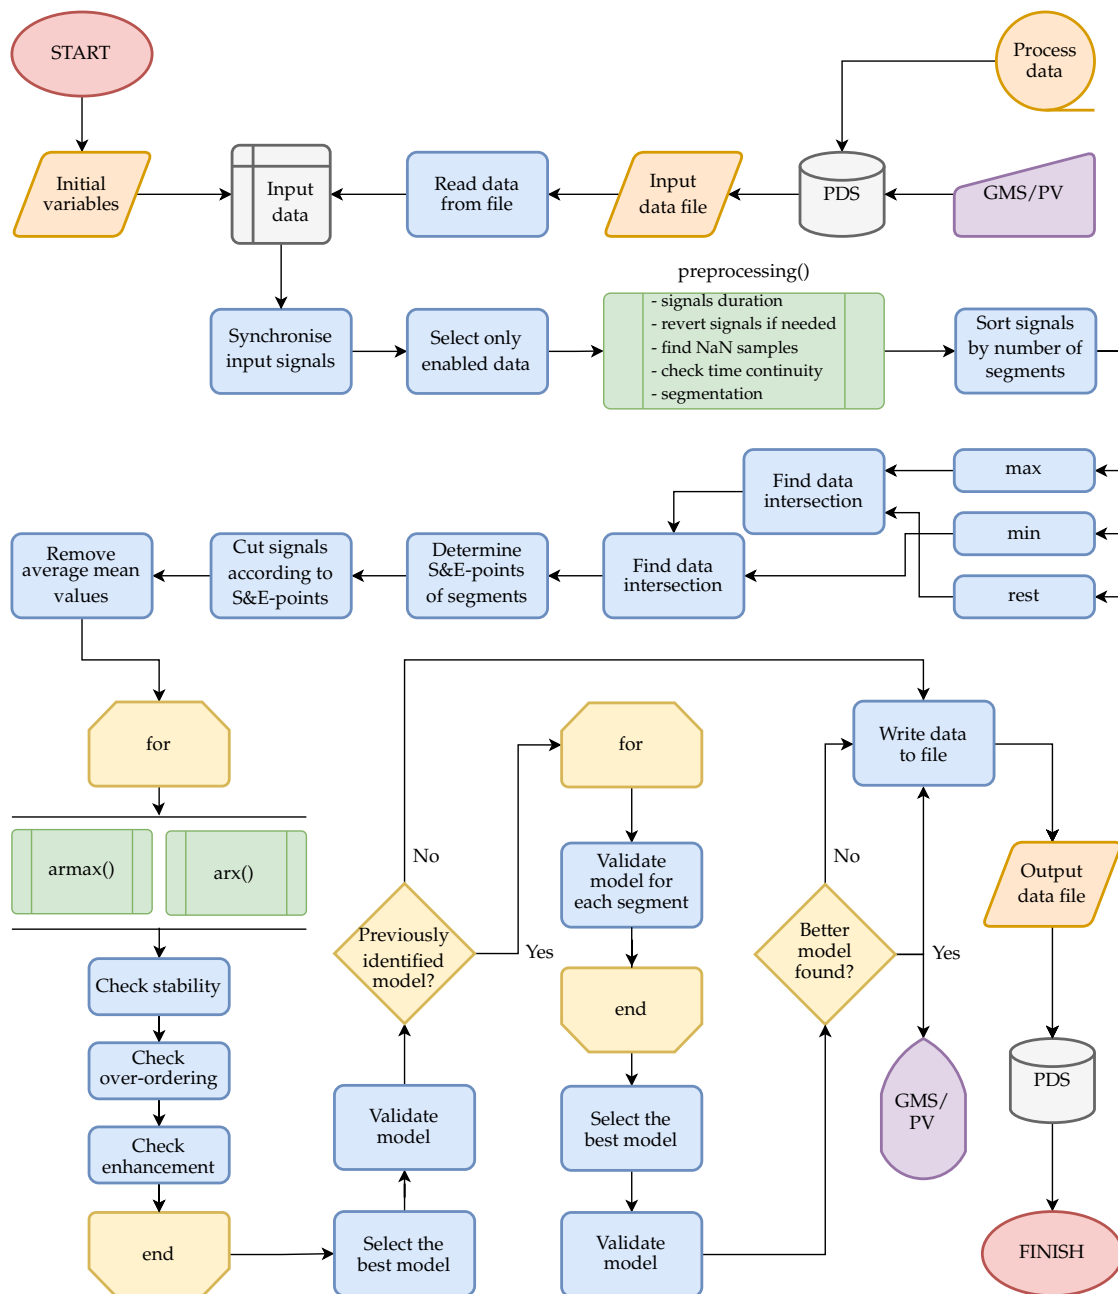 START
Process
data
Initial
variables
Input
data
Read data
from file
Input
data file
PDS
GMS/PV
preprocessing()
Synchronise
input signals
Select only
enabled data
- signals duration
- revert signals if needed
- find NaN samples
- check time continuity
- segmentation
Sort signals
by number of
segments
max
min
rest
Find data
intersection
Find data
intersection
Determine
S&E-points
of segments
Cut signals
according to
S&E-points
Remove
average mean
values
for
armax()
arx()
Check stability
Check
over-ordering
Check
enhancement
end
Select the
best model
Validate
model
Previously
identified
model?
No
Yes
for
Validate
model for
each segment
end
Select the
best model
Validate
model
Better
model
found?
No
Yes
Write data
to file
GMS/
PV
Output
data file
PDS
FINISH